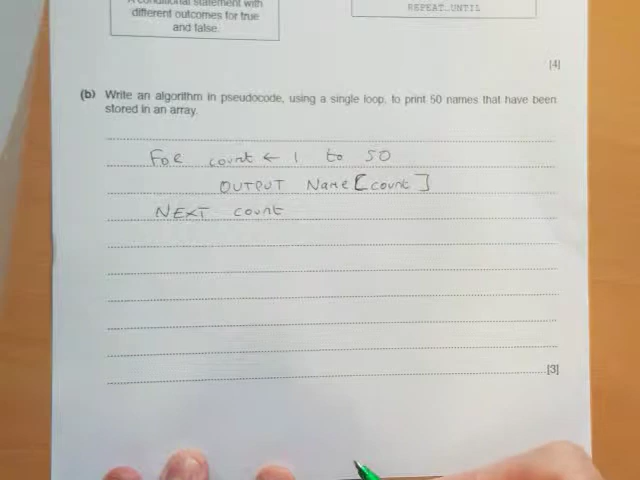 A conditional statement with
different outcomes for true
and false.
REPEAT…UNTIL
[4]
(b) Write an algorithm in pseudocode, using a single loop, to print 50 names that have been
stored in an array.
FOR count ← 1 to 50
OUTPUT Name[count]
NEXT count
[3]